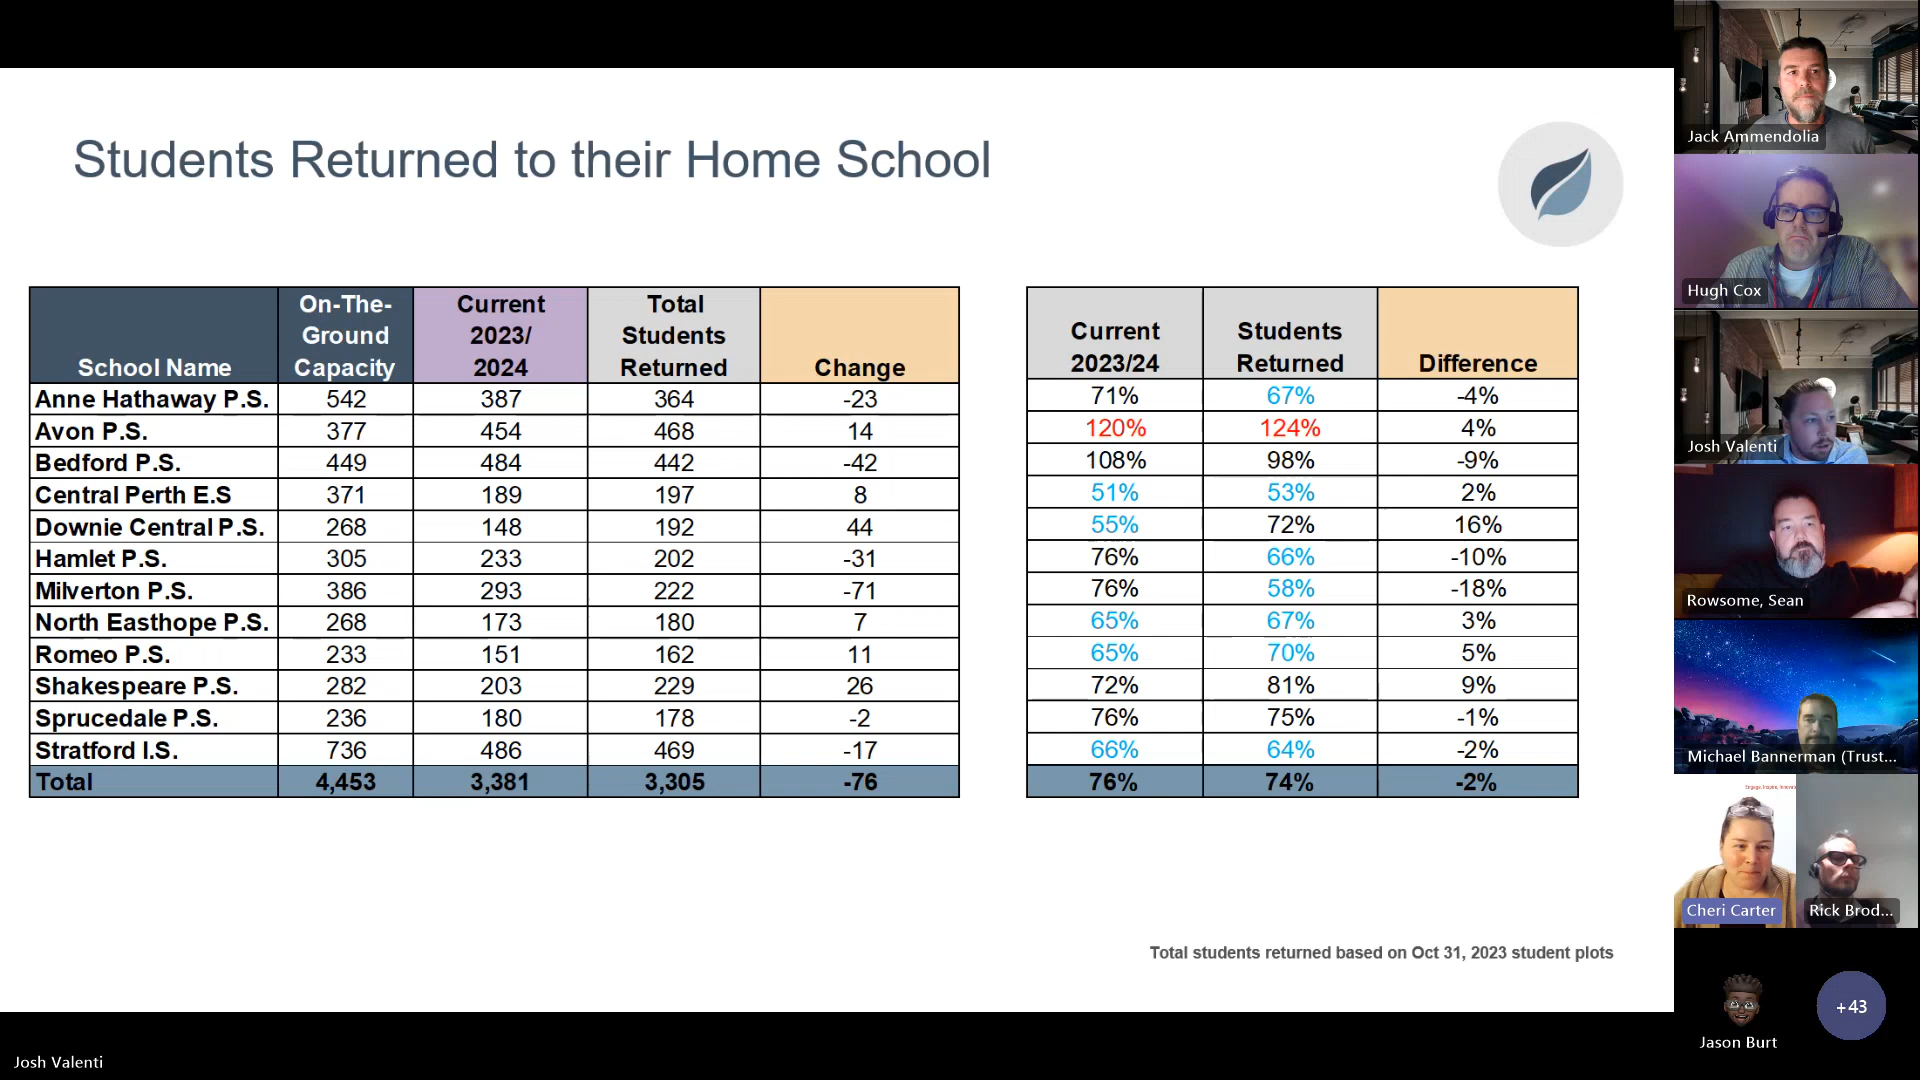 Students Returned to their Home School
School Name On-The-Ground Capacity Current 2023/ 2024 Total Students Returned Change Current 2023/24 Students Returned Difference
Anne Hathaway P.S. 542 387 364 -23 71% 67% -4%
Avon P.S. 377 454 468 14 120% 124% 4%
Bedford P.S. 449 484 442 -42 108% 98% -9%
Central Perth E.S 371 189 197 8 51% 53% 2%
Downie Central P.S. 268 148 192 44 55% 72% 16%
Hamlet P.S. 305 233 202 -31 76% 66% -10%
Milverton P.S. 386 293 222 -71 76% 58% -18%
North Easthope P.S. 268 173 180 7 65% 67% 3%
Romeo P.S. 233 151 162 11 65% 70% 5%
Shakespeare P.S. 282 203 229 26 72% 81% 9%
Sprucedale P.S. 236 180 178 -2 76% 75% -1%
Stratford I.S. 736 486 469 -17 66% 64% -2%
Total 4,453 3,381 3,305 -76 76% 74% -2%
Total students returned based on Oct 31, 2023 student plots
Josh Valenti
Jack Ammendolia
Hugh Cox
Josh Valenti
Rowsome, Sean
Michael Bannerman (Trust...
Cheri Carter
Rick Brod...
Jason Burt
+43